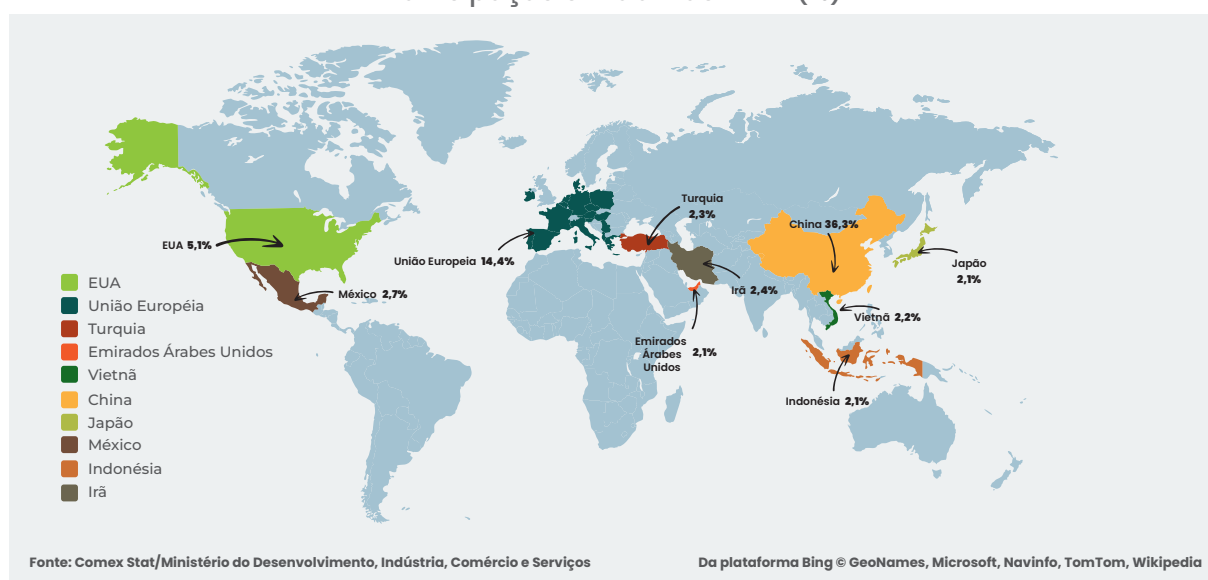 Turquia
2,3%
China 36,3%
EUA 5,1%
União Europeia 14,4%
Japão
2,1%
Irã 2,4%
México 2,7%
Vietnã 2,2%
Emirados
Árabes
Unidos
2,1%
Indonésia 2,1%
EUA
União Européia
Turquia
Emirados Árabes Unidos
Vietnã
China
Japão
México
Indonésia
Irã
Fonte: Comex Stat/Ministério do Desenvolvimento, Indústria, Comércio e Serviços
Da plataforma Bing © GeoNames, Microsoft, Navinfo, TomTom, Wikipedia